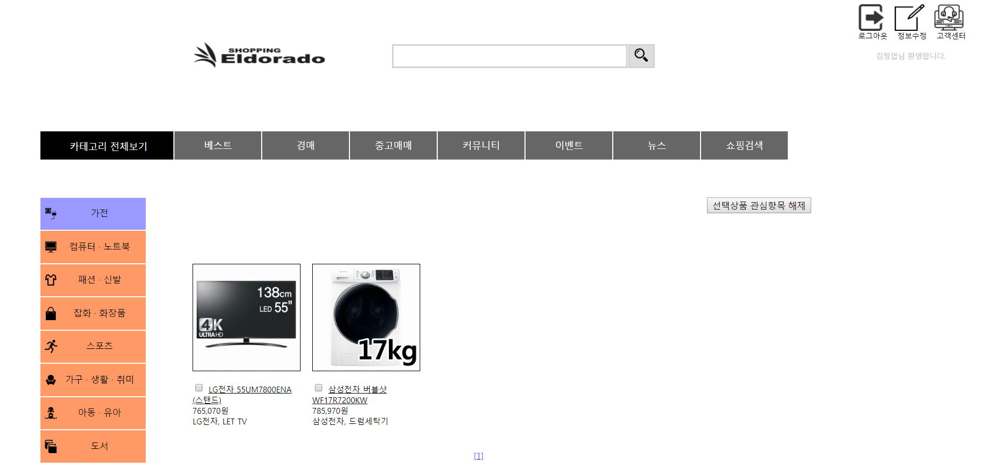 로그아웃 정보수정 고객센터
김정엽님 환영합니다.
SHOPPING
Eldorado
카테고리 전체보기 베스트 경매 중고매매 커뮤니티 이벤트 뉴스 쇼핑검색
선택상품 관심항목 해제
가전
컴퓨터 · 노트북
패션 · 신발
잡화 · 화장품
스포츠
가구 · 생활 · 취미
아동 · 유아
도서
138cm
LED 55"
4K
ULTRA HD
LG전자 55UM7800ENA
(스탠드)
765,070원
LG전자, LET TV
17kg
삼성전자 버블샷
WF17R7200KW
785,970원
삼성전자, 드럼세탁기
[1]